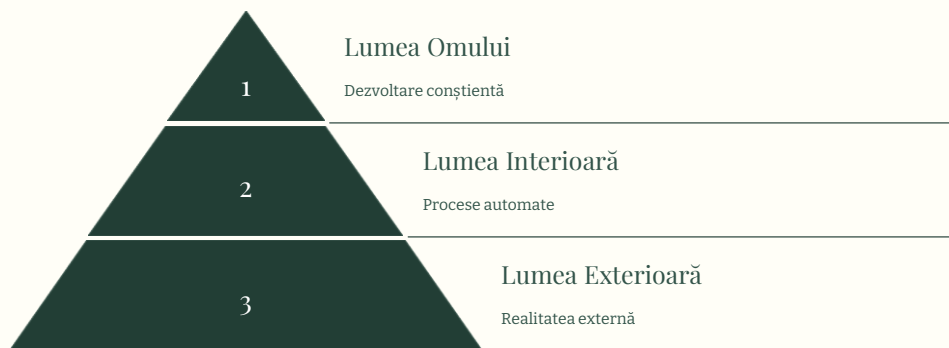 1
Lumea Omului
Dezvoltare conștientă
2
Lumea Interioară
Procese automate
3
Lumea Exterioară
Realitatea externă